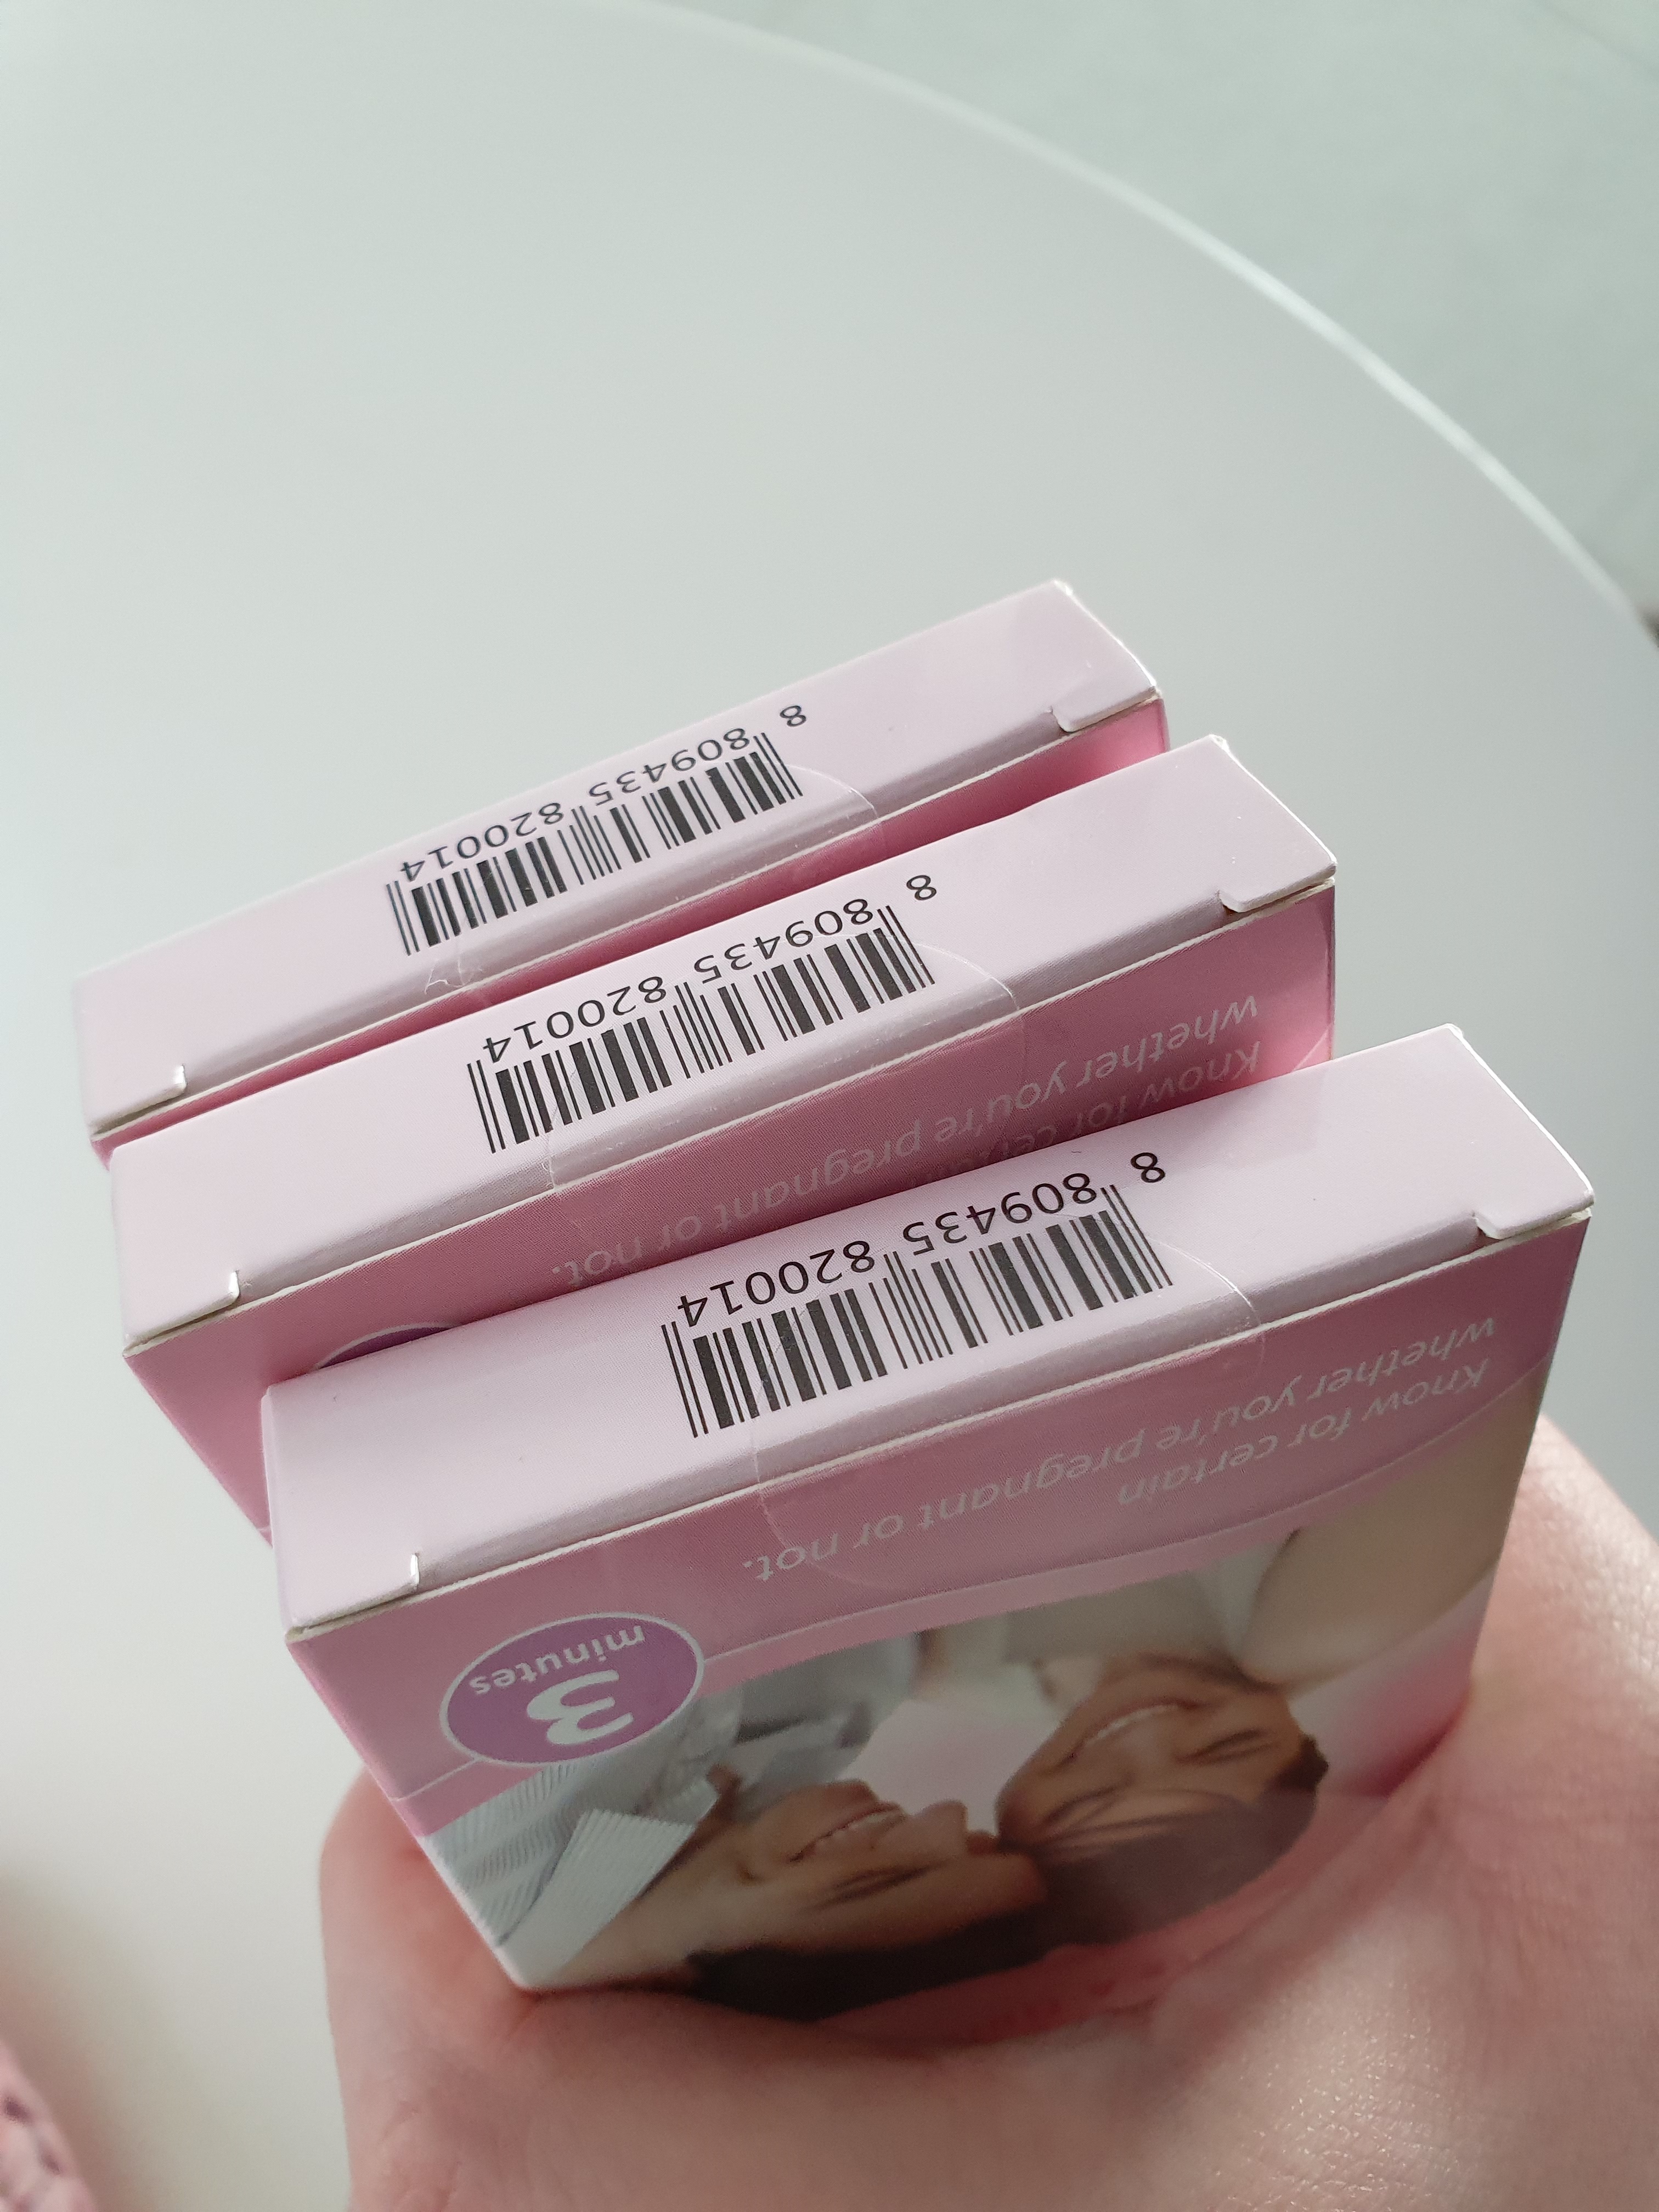 8 809435 820014
Know for
whether you're pregnant or not.
8 809435 820014
3
minutes
Know for certain
whether you're pregnant or not.
8 809435 820014